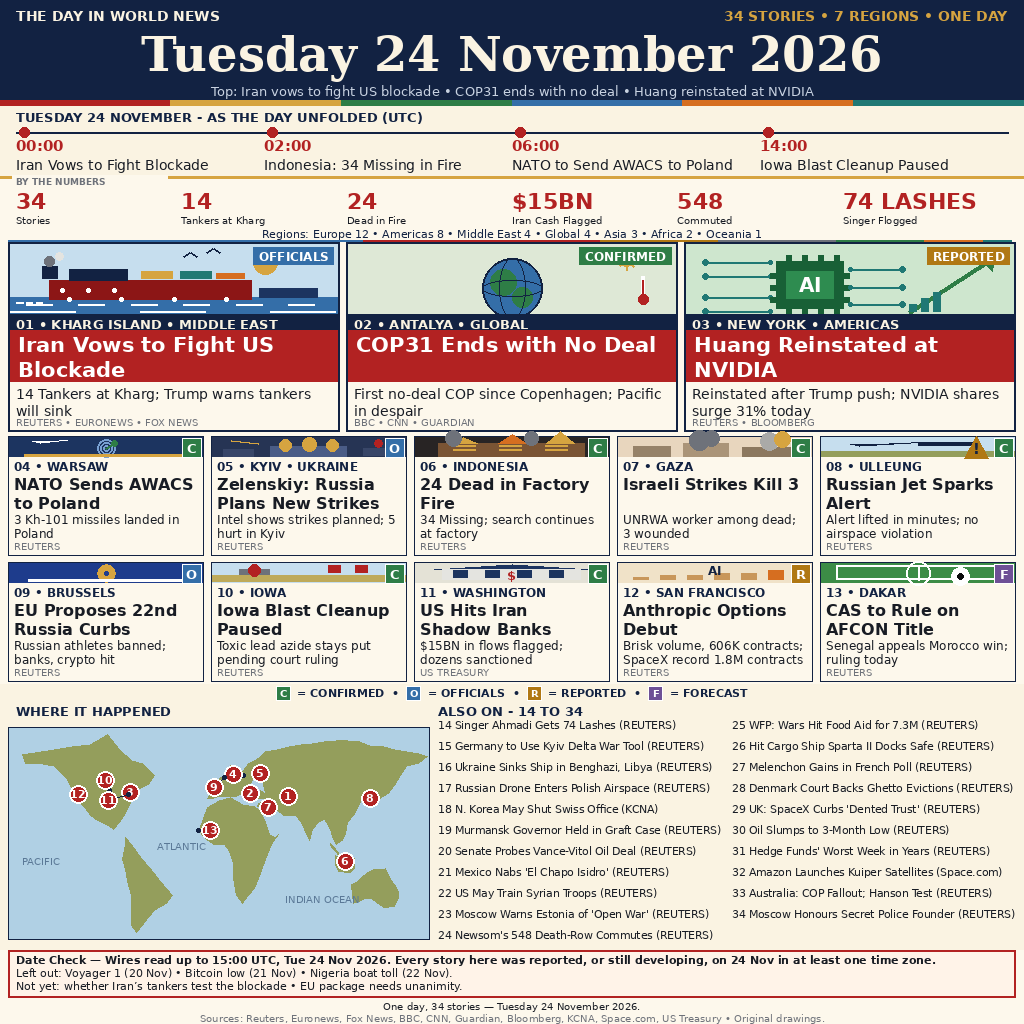 THE DAY IN WORLD NEWS
34 STORIES • 7 REGIONS • ONE DAY
Tuesday 24 November 2026
Top: Iran vows to fight US blockade • COP31 ends with no deal • Huang reinstated at NVIDIA
TUESDAY 24 NOVEMBER - AS THE DAY UNFOLDED (UTC)
00:00
Iran Vows to Fight Blockade
02:00
Indonesia: 34 Missing in Fire
06:00
NATO to Send AWACS to Poland
14:00
Iowa Blast Cleanup Paused
BY THE NUMBERS
34
Stories
14
Tankers at Kharg
24
Dead in Fire
$15BN
Iran Cash Flagged
548
Commuted
74 LASHES
Singer Flogged
Regions: Europe 12 • Americas 8 • Middle East 4 • Global 4 • Asia 3 • Africa 2 • Oceania 1
OFFICIALS
01 • KHARG ISLAND • MIDDLE EAST
Iran Vows to Fight US
Blockade
14 Tankers at Kharg; Trump warns tankers
will sink
REUTERS • EURONEWS • FOX NEWS
CONFIRMED
02 • ANTALYA • GLOBAL
COP31 Ends with No Deal
First no-deal COP since Copenhagen; Pacific
in despair
BBC • CNN • GUARDIAN
REPORTED
AI
03 • NEW YORK • AMERICAS
Huang Reinstated at
NVIDIA
Reinstated after Trump push; NVIDIA shares
surge 31% today
REUTERS • BLOOMBERG
C
04 • WARSAW
NATO Sends AWACS
to Poland
3 Kh-101 missiles landed in
Poland
REUTERS
O
05 • KYIV • UKRAINE
Zelenskiy: Russia
Plans New Strikes
Intel shows strikes planned; 5
hurt in Kyiv
REUTERS
C
06 • INDONESIA
24 Dead in Factory
Fire
34 Missing; search continues
at factory
REUTERS
C
07 • GAZA
Israeli Strikes Kill 3
UNRWA worker among dead;
3 wounded
REUTERS
!
C
08 • ULLEUNG
Russian Jet Sparks
Alert
Alert lifted in minutes; no
airspace violation
REUTERS
O
09 • BRUSSELS
EU Proposes 22nd
Russia Curbs
Russian athletes banned;
banks, crypto hit
REUTERS
C
10 • IOWA
Iowa Blast Cleanup
Paused
Toxic lead azide stays put
pending court ruling
REUTERS
$
C
11 • WASHINGTON
US Hits Iran
Shadow Banks
$15BN in flows flagged;
dozens sanctioned
US TREASURY
AI
R
12 • SAN FRANCISCO
Anthropic Options
Debut
Brisk volume, 606K contracts;
SpaceX record 1.8M contracts
REUTERS
F
13 • DAKAR
CAS to Rule on
AFCON Title
Senegal appeals Morocco win;
ruling today
REUTERS
C = CONFIRMED • O = OFFICIALS • R = REPORTED • F = FORECAST
WHERE IT HAPPENED
10
12
11
3
9
4
5
2
7
1
8
13
6
ATLANTIC
PACIFIC
INDIAN OCEAN
ALSO ON - 14 TO 34
14 Singer Ahmadi Gets 74 Lashes (REUTERS)
15 Germany to Use Kyiv Delta War Tool (REUTERS)
16 Ukraine Sinks Ship in Benghazi, Libya (REUTERS)
17 Russian Drone Enters Polish Airspace (REUTERS)
18 N. Korea May Shut Swiss Office (KCNA)
19 Murmansk Governor Held in Graft Case (REUTERS)
20 Senate Probes Vance-Vitol Oil Deal (REUTERS)
21 Mexico Nabs 'El Chapo Isidro' (REUTERS)
22 US May Train Syrian Troops (REUTERS)
23 Moscow Warns Estonia of 'Open War' (REUTERS)
24 Newsom's 548 Death-Row Commutes (REUTERS)
25 WFP: Wars Hit Food Aid for 7.3M (REUTERS)
26 Hit Cargo Ship Sparta II Docks Safe (REUTERS)
27 Melenchon Gains in French Poll (REUTERS)
28 Denmark Court Backs Ghetto Evictions (REUTERS)
29 UK: SpaceX Curbs 'Dented Trust' (REUTERS)
30 Oil Slumps to 3-Month Low (REUTERS)
31 Hedge Funds' Worst Week in Years (REUTERS)
32 Amazon Launches Kuiper Satellites (Space.com)
33 Australia: COP Fallout; Hanson Test (REUTERS)
34 Moscow Honours Secret Police Founder (REUTERS)
Date Check — Wires read up to 15:00 UTC, Tue 24 Nov 2026. Every story here was reported, or still developing, on 24 Nov in at least one time zone.
Left out: Voyager 1 (20 Nov) • Bitcoin low (21 Nov) • Nigeria boat toll (22 Nov).
Not yet: whether Iran's tankers test the blockade • EU package needs unanimity.
One day, 34 stories — Tuesday 24 November 2026.
Sources: Reuters, Euronews, Fox News, BBC, CNN, Guardian, Bloomberg, KCNA, Space.com, US Treasury • Original drawings.